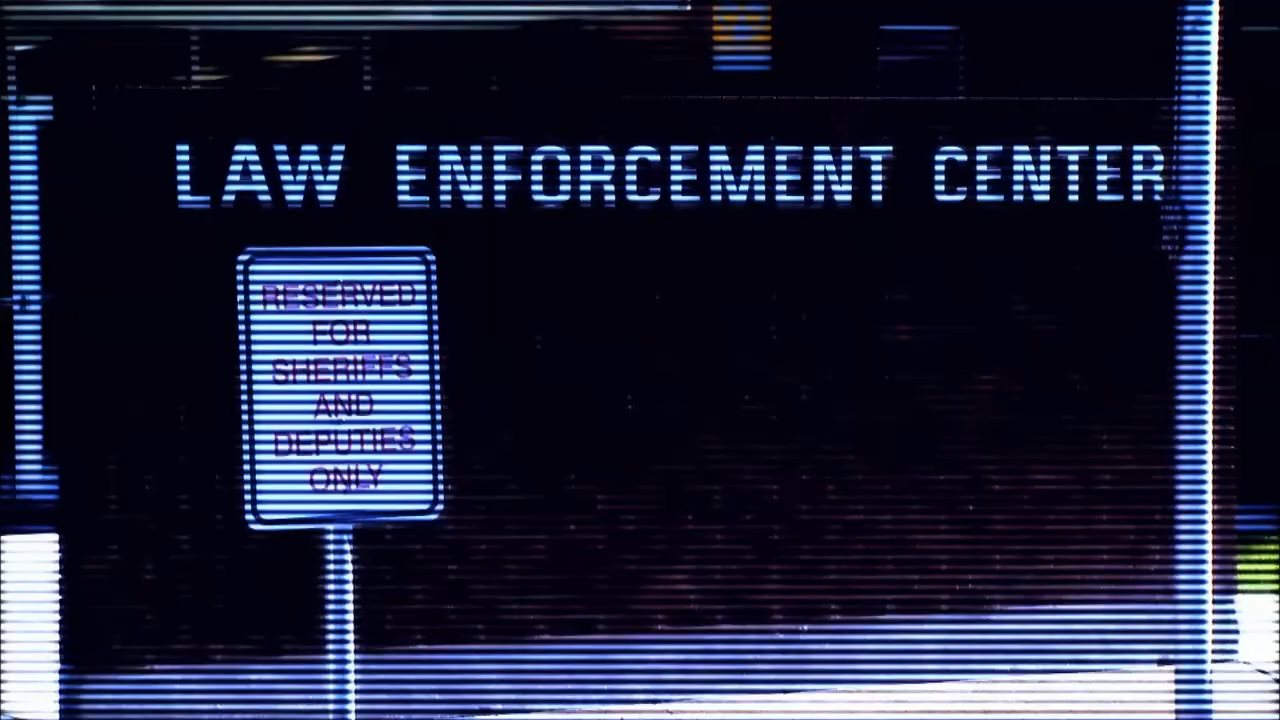 LAW ENFORCEMENT CENTER
RESERVED
FOR
SHERIFFS
AND
DEPUTIES
ONLY